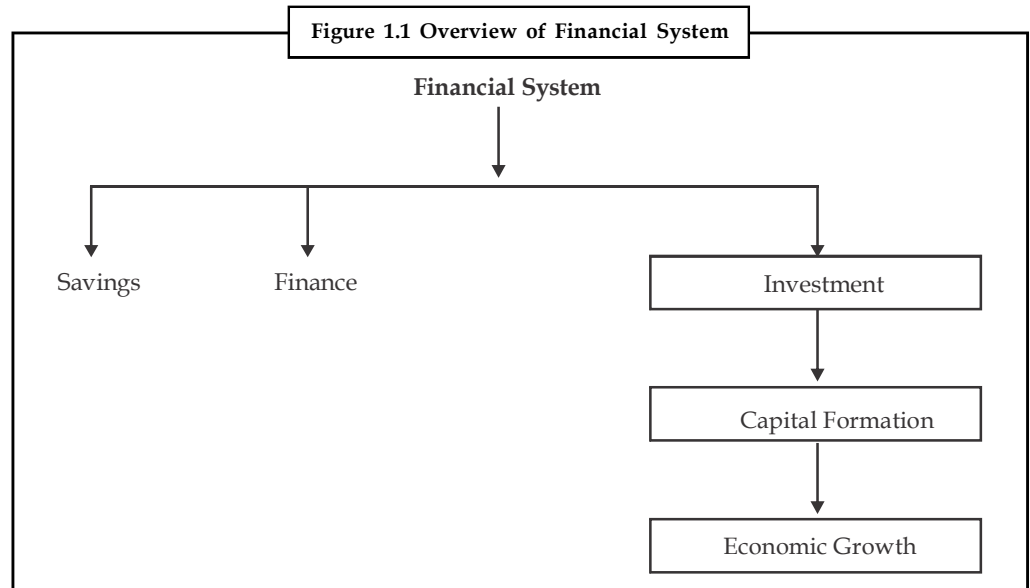 Figure 1.1 Overview of Financial System
Financial System
Savings
Finance
Investment
Capital Formation
Economic Growth